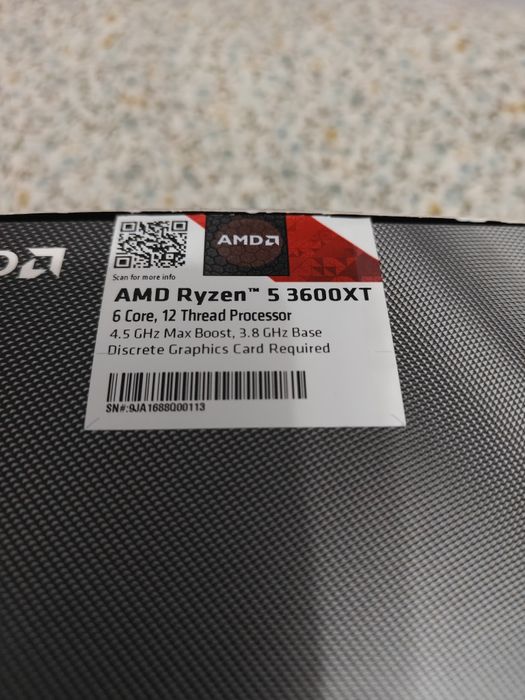 AMD
Scan for more info
AMD Ryzen™ 5 3600XT
6 Core, 12 Thread Processor
4.5 GHz Max Boost, 3.8 GHz Base
Discrete Graphics Card Required
SN#:9JA1688Q00113